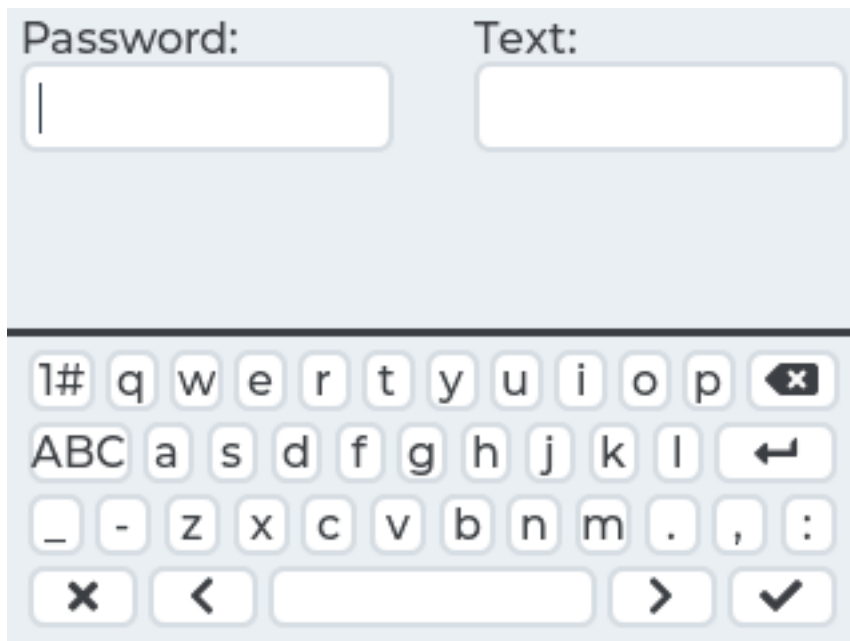 Password: Text:
1# q w e r t y u i o p
ABC a s d f g h j k l
_ - z x c v b n m . , :